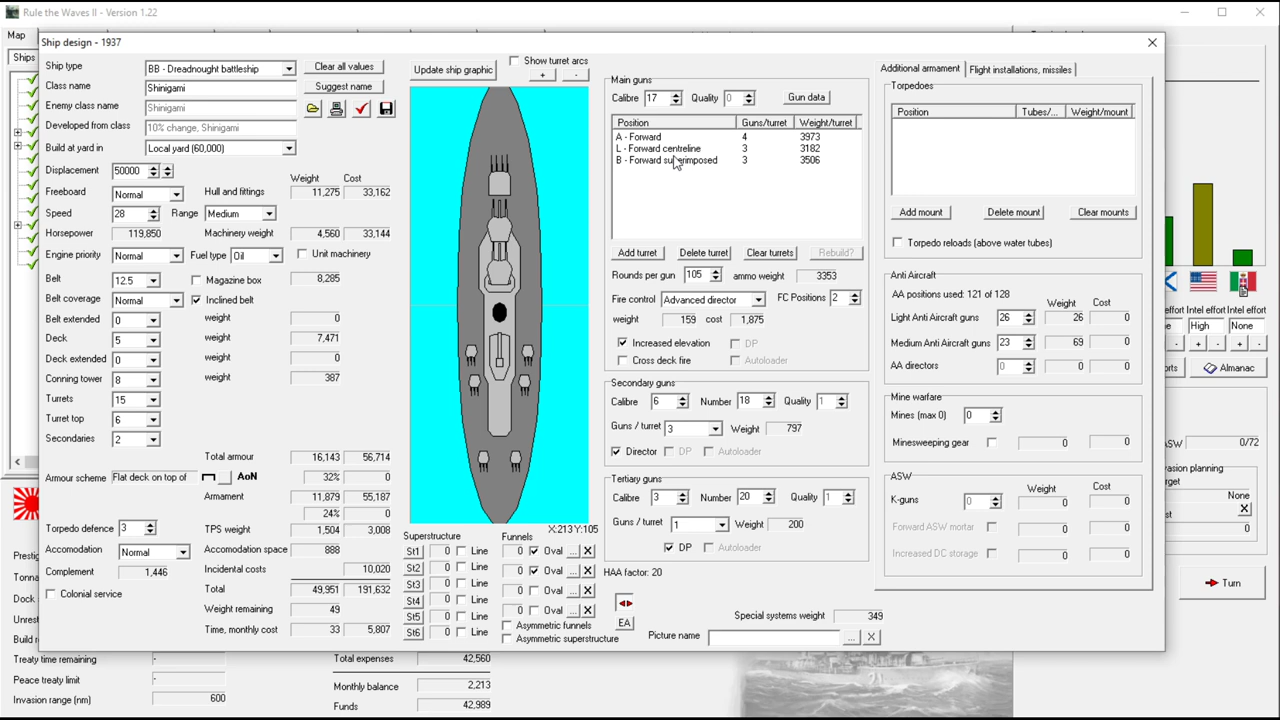 Rule the Waves II - Version 1.22
Map
Ships
Ship design - 1937
Ship type BB - Dreadnought battleship
Class name Shinigami
Enemy class name Shinigami
Developed from class 10% change, Shinigami
Build at yard in Local yard (60,000)
Clear all values
Suggest name
Displacement 50000
Weight Cost
Freeboard Normal Hull and fittings 11,275 33,162
Speed 28 Range Medium
Horsepower 119,850 Machinery weight 4,560 33,144
Engine priority Normal Fuel type Oil Unit machinery
Belt 12.5 Magazine box 8,285
Belt coverage Normal Inclined belt
Belt extended 0 weight 0
Deck 5 weight 7,471
Deck extended 0 weight 0
Conning tower 8 weight 387
Turrets 15
Turret top 6
Secondaries 2
Total armour 16,143 56,714
Armour scheme Flat deck on top of AoN 32% 0
Armament 11,879 55,187
24% 0
Torpedo defence 3 TPS weight 1,504 3,008
Accomodation Normal Accomodation space 888
Complement 1,446 Incidental costs 10,020
Colonial service Total 49,951 191,632
Weight remaining 49
Time, monthly cost 33 5,807
Update ship graphic
Show turret arcs
+ -
X:213 Y:105
Superstructure Funnels
St1 0 Line 0 Oval ... X
St2 0 Line 0 Oval ... X
St3 0 Line 0 Oval ... X
St4 0 Line 0 Oval ... X
St5 0 Line Asymmetric funnels
St6 0 Line Asymmetric superstructure
Main guns
Calibre 17 Quality 0 Gun data
Position Guns/turret Weight/turret
A - Forward 4 3973
L - Forward centreline 3 3182
B - Forward superimposed 3 3506
Add turret Delete turret Clear turrets Rebuild?
Rounds per gun 105 ammo weight 3353
Fire control Advanced director FC Positions 2
weight 159 cost 1,875
Increased elevation DP
Cross deck fire Autoloader
Secondary guns
Calibre 6 Number 18 Quality 1
Guns / turret 3 Weight 797
Director DP Autoloader
Tertiary guns
Calibre 3 Number 20 Quality 1
Guns / turret 1 Weight 200
DP Autoloader
HAA factor: 20
EA
Special systems weight 349
Picture name ... X
Additional armament Flight installations, missiles
Torpedoes
Position Tubes/... Weight/mount
Add mount Delete mount Clear mounts
Torpedo reloads (above water tubes)
Anti Aircraft
AA positions used: 121 of 128
Weight Cost
Light Anti Aircraft guns 26 26 0
Medium Anti Aircraft guns 23 69 0
AA directors 0 0 0
Mine warfare
Mines (max 0) 0 0 0
Minesweeping gear 0 0
ASW
Weight Cost
K-guns 0 0 0
Forward ASW mortar 0 0
Increased DC storage 0 0
effort Intel effort Intel effort
High None
- + - + -
orts Almanac
ASW 0/72
vasion planning
arget
None
X
0
Turn
Prestig
Tonna
Dock s
Unrest
Build re
Treaty time remaining -
Peace treaty limit -
Invasion range (nm) 600
Total expenses 42,560
Monthly balance 2,213
Funds 42,989